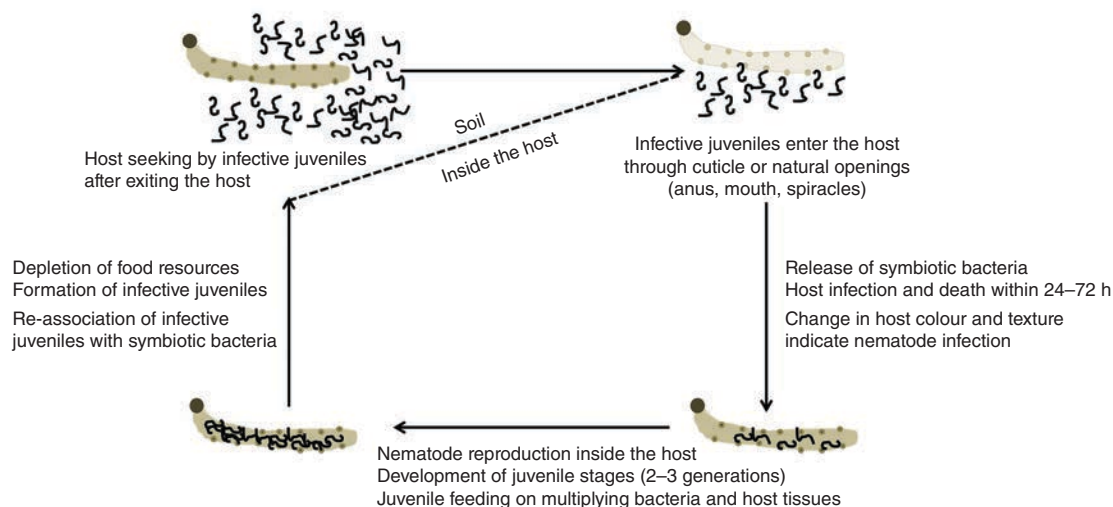 Host seeking by infective juveniles
after exiting the host
Soil
Inside the host
Infective juveniles enter the host
through cuticle or natural openings
(anus, mouth, spiracles)
Depletion of food resources
Formation of infective juveniles
Re-association of infective
juveniles with symbiotic bacteria
Release of symbiotic bacteria
Host infection and death within 24–72 h
Change in host colour and texture
indicate nematode infection
Nematode reproduction inside the host
Development of juvenile stages (2–3 generations)
Juvenile feeding on multiplying bacteria and host tissues